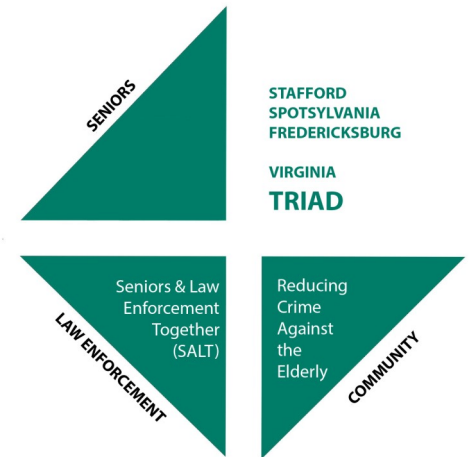 SENIORS
STAFFORD
SPOTSYLVANIA
FREDERICKSBURG
VIRGINIA
TRIAD
Seniors & Law
Enforcement
Together
(SALT)
LAW ENFORCEMENT
Reducing
Crime
Against
the
Elderly
COMMUNITY